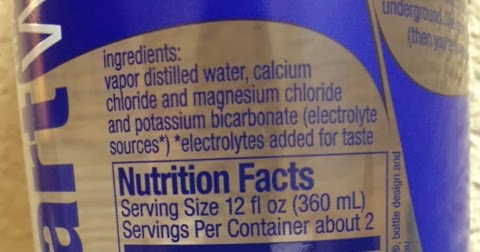 underground
(then you
artw
ingredients:
vapor distilled water, calcium
chloride and magnesium chloride
and potassium bicarbonate (electrolyte
sources*) *electrolytes added for taste
Nutrition Facts
Serving Size 12 fl oz (360 mL)
Servings Per Container about 2
bottle design and